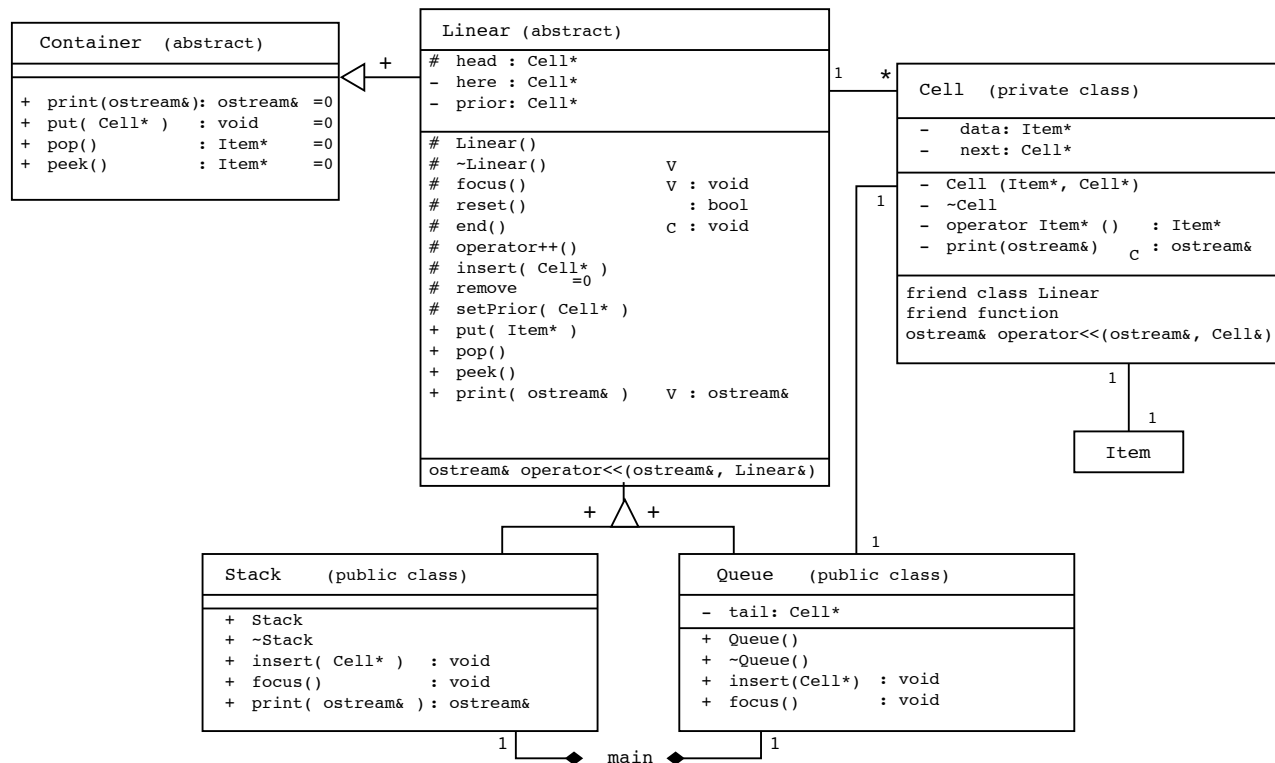 Container (abstract)
+ print(ostream&): ostream& =0
+ put( Cell* ) : void =0
+ pop() : Item* =0
+ peek() : Item* =0
+
Linear (abstract)
# head : Cell*
- here : Cell*
- prior: Cell*
# Linear()
# ~Linear() V
# focus() V : void
# reset() : bool
# end() C : void
# operator++()
# insert( Cell* )
=0
# remove
# setPrior( Cell* )
+ put( Item* )
+ pop()
+ peek()
+ print( ostream& ) V : ostream&
ostream& operator<<(ostream&, Linear&)
1 *
Cell (private class)
- data: Item*
- next: Cell*
- Cell (Item*, Cell*)
- ~Cell
- operator Item* () : Item*
- print(ostream&) C : ostream&
friend class Linear
friend function
ostream& operator<<(ostream&, Cell&)
1
1
1
Item
+ +
1
Stack (public class)
+ Stack
+ ~Stack
+ insert( Cell* ) : void
+ focus() : void
+ print( ostream& ): ostream&
Queue (public class)
- tail: Cell*
+ Queue()
+ ~Queue()
+ insert(Cell*) : void
+ focus() : void
1 main 1